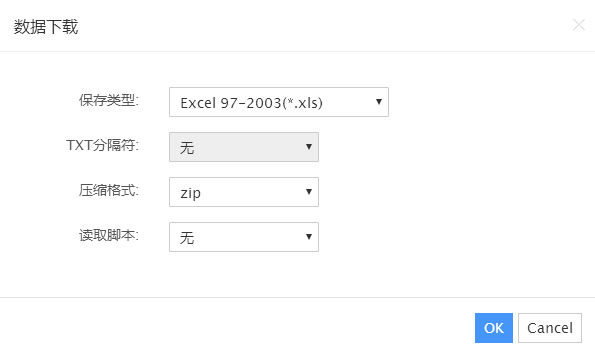 数据下载
保存类型: Excel 97-2003(*.xls)
TXT分隔符: 无
压缩格式: zip
读取脚本: 无
OK Cancel